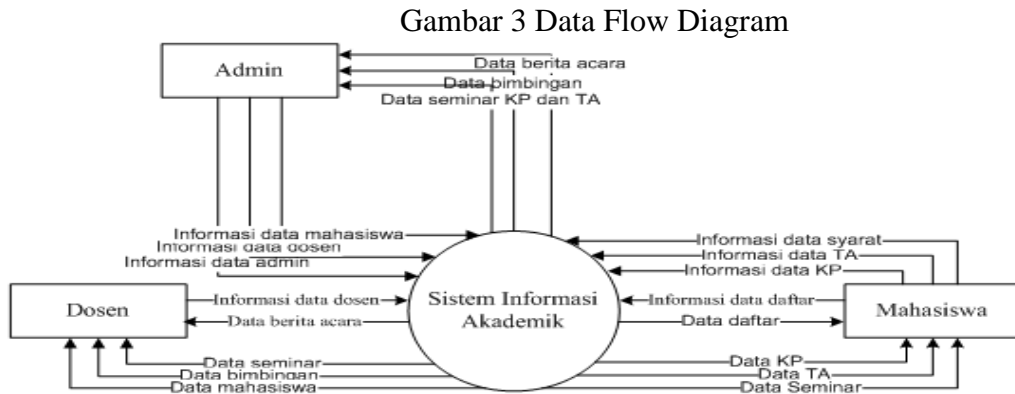 Gambar 3 Data Flow Diagram
Admin
Data berita acara
Data bimbingan
Data seminar KP dan TA
Informasi data mahasiswa
Informasi data dosen
Informasi data admin
Informasi data syarat
Informasi data TA
Informasi data KP
Dosen
Informasi data dosen
Data berita acara
Sistem Informasi
Akademik
Informasi data daftar
Data daftar
Mahasiswa
Data seminar
Data bimbingan
Data mahasiswa
Data KP
Data TA
Data Seminar